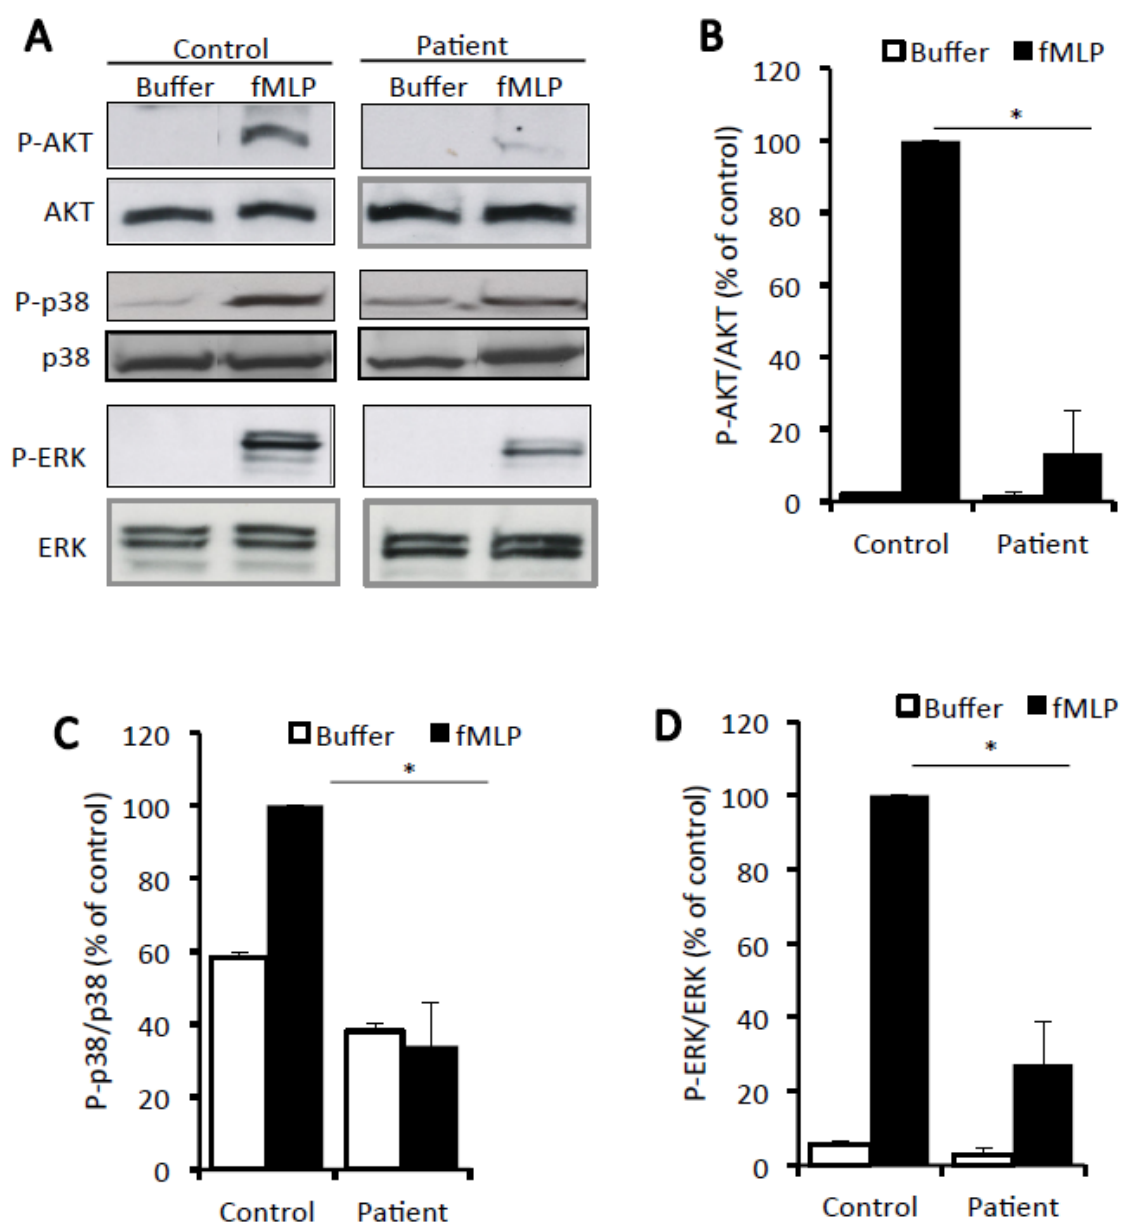 A
Control Patient
Buffer fMLP Buffer fMLP
P-AKT
AKT
P-p38
p38
P-ERK
ERK
B
Buffer fMLP
120
100
80
60
40
20
0
*
P-AKT/AKT (% of control)
Control Patient
C
Buffer fMLP
120
100
80
60
40
20
0
*
P-p38/p38 (% of control)
Control Patient
D
Buffer fMLP
120
100
80
60
40
20
0
*
P-ERK/ERK (% of control)
Control Patient